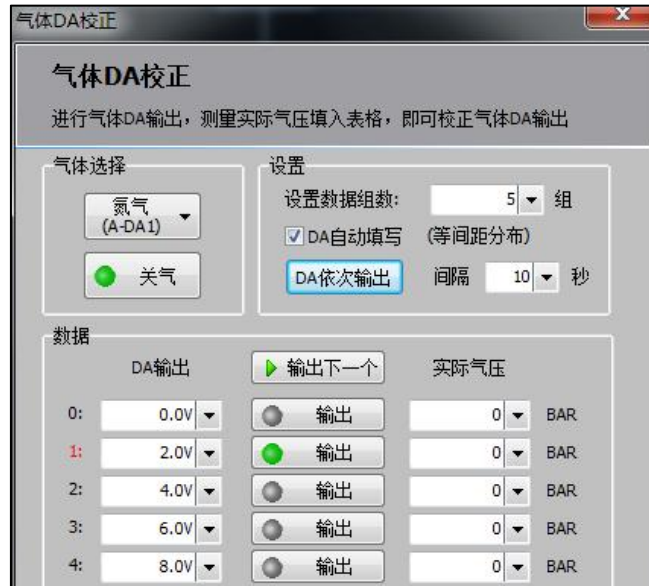 气体DA校正
气体DA校正
进行气体DA输出，测量实际气压填入表格，即可校正气体DA输出
气体选择
氮气
(A-DA1)
关气
设置
设置数据组数: 5 组
DA自动填写 (等间距分布)
DA依次输出 间隔 10 秒
数据
DA输出 输出下一个 实际气压
0: 0.0V 输出 0 BAR
1: 2.0V 输出 0 BAR
2: 4.0V 输出 0 BAR
3: 6.0V 输出 0 BAR
4: 8.0V 输出 0 BAR